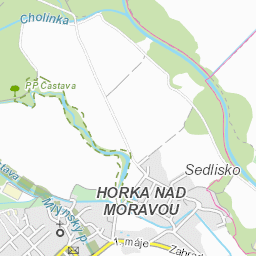 Cholinka
PP Častava
Sedlisko
HORKA NAD
MORAVOU
Mlýnský p.
1. máje
Zahrad